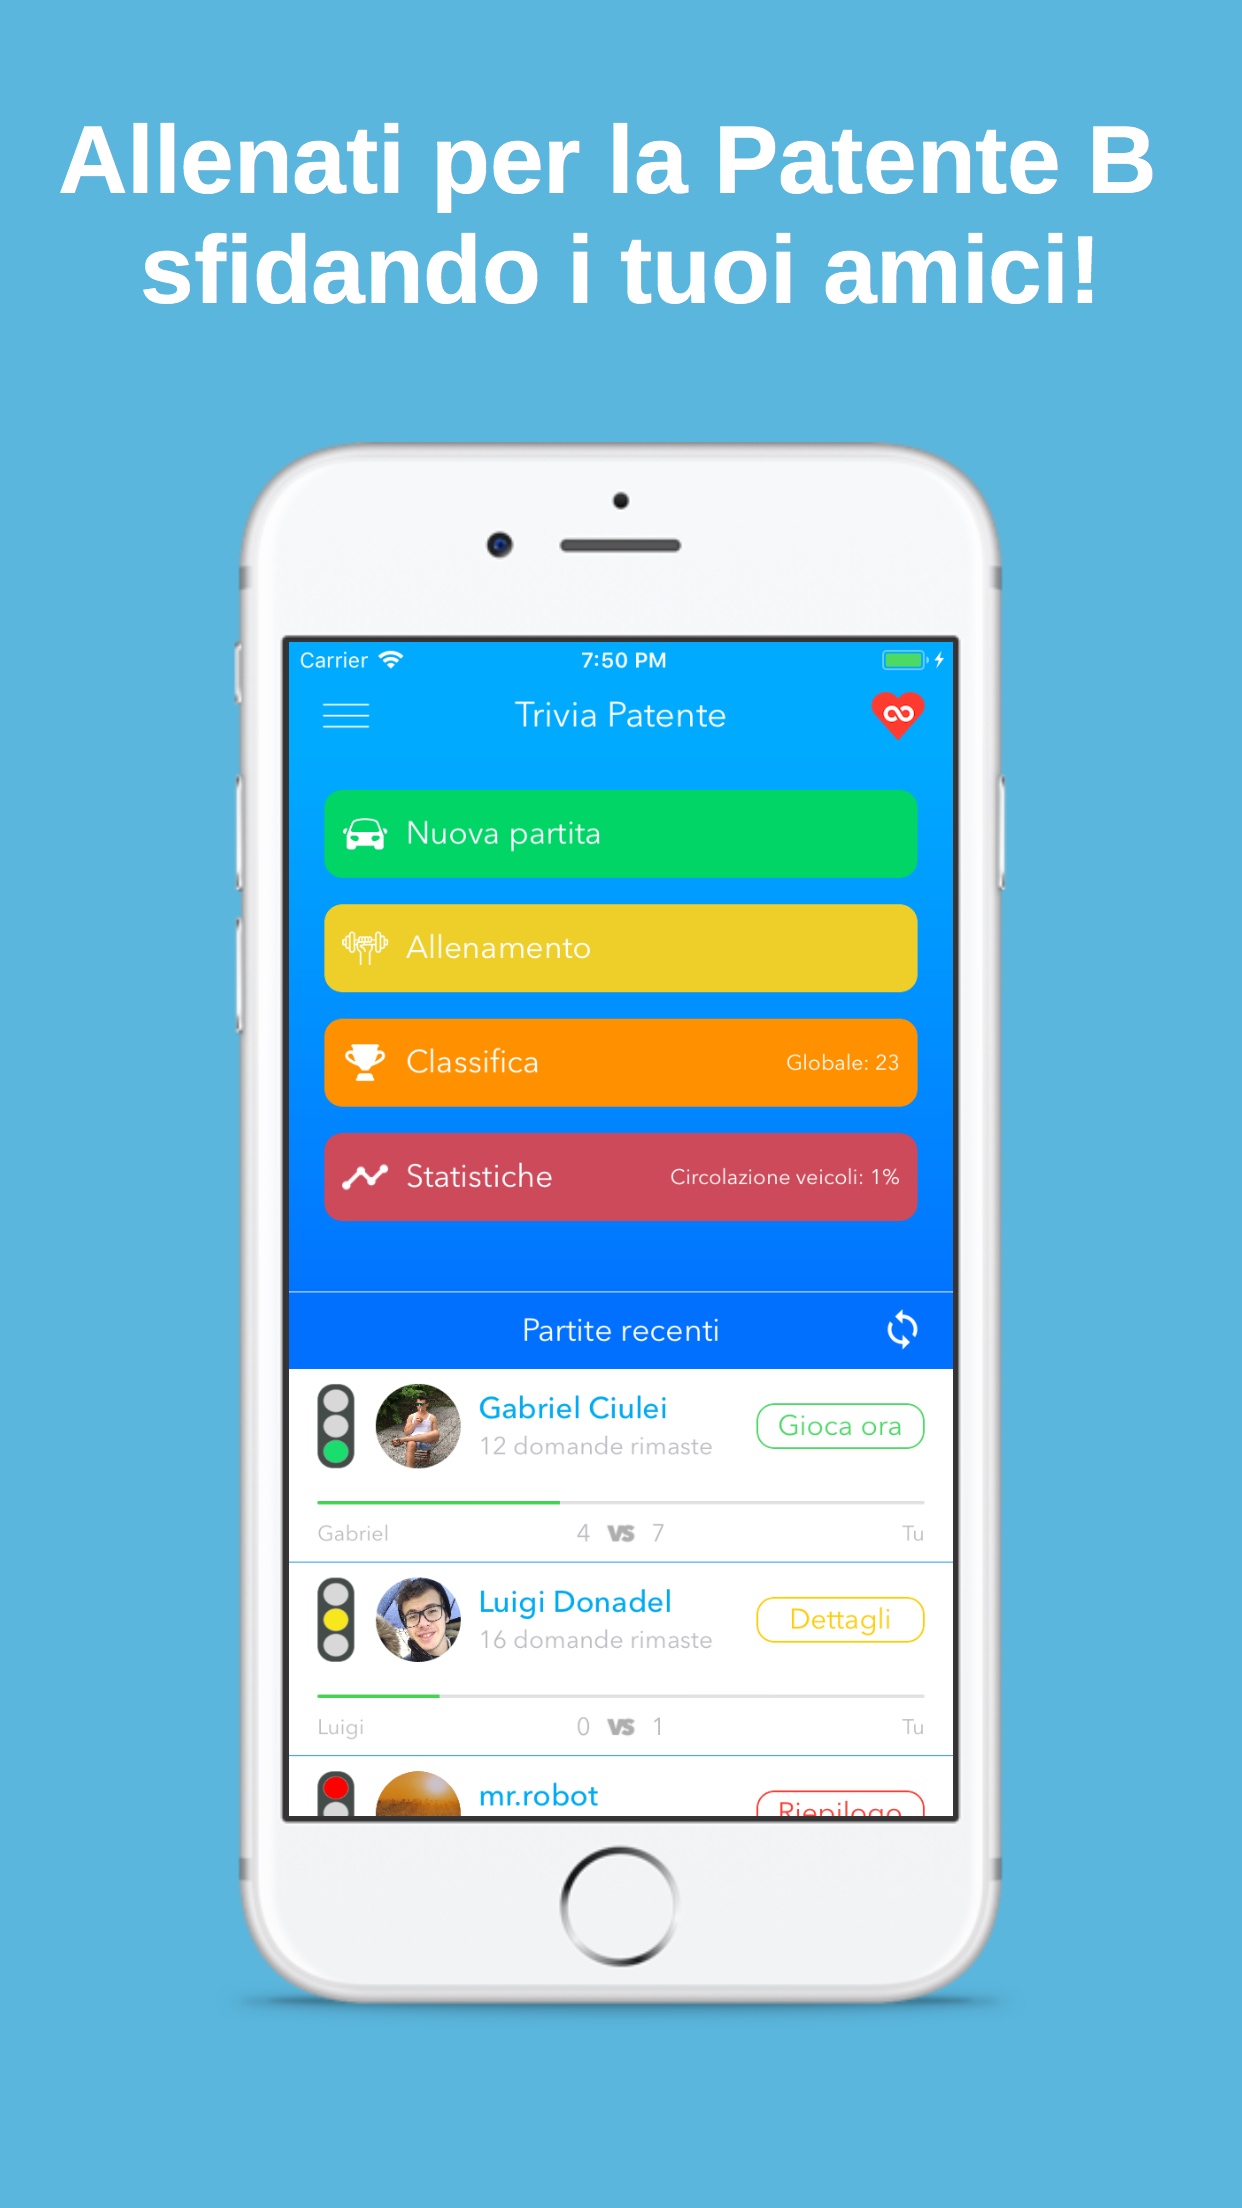 Allenati per la Patente B
sfidando i tuoi amici!
Carrier 7:50 PM
Trivia Patente
Nuova partita
Allenamento
Classifica Globale: 23
Statistiche Circolazione veicoli: 1%
Partite recenti
Gabriel Ciulei
12 domande rimaste
Gioca ora
Gabriel 4 VS 7 Tu
Luigi Donadel
16 domande rimaste
Dettagli
Luigi 0 VS 1 Tu
mr.robot
Riepilogo